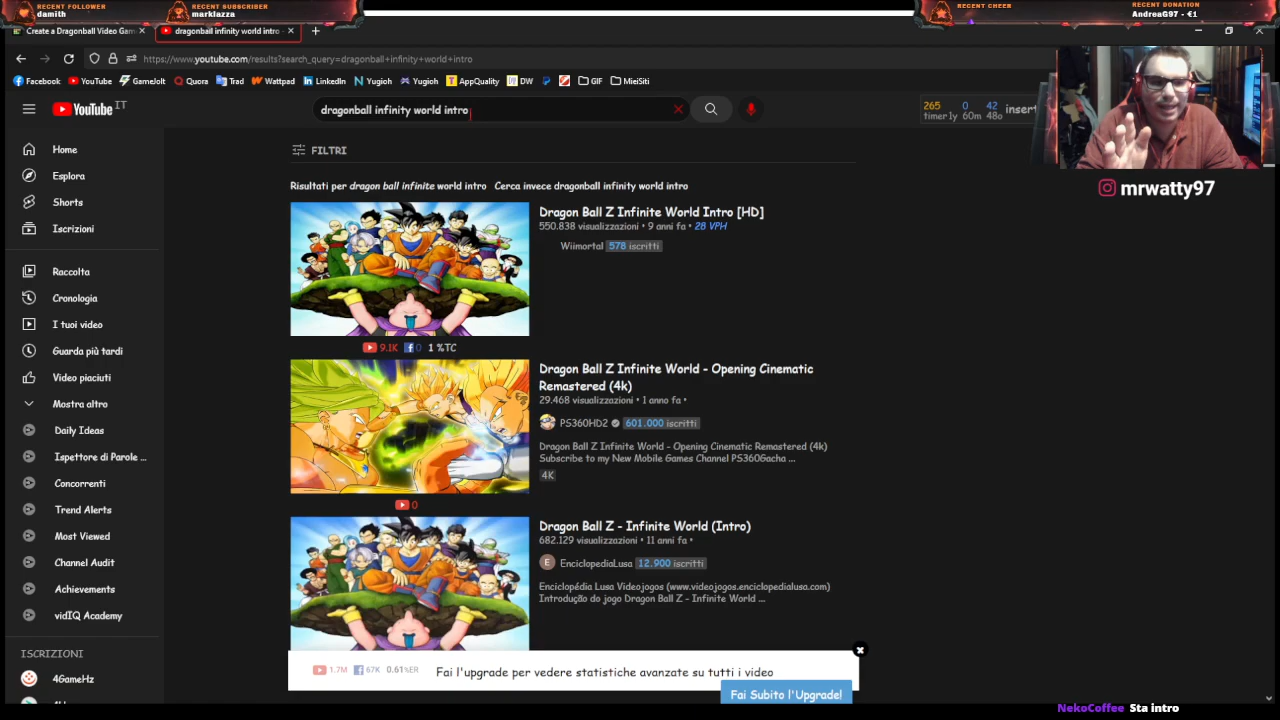 RECENT FOLLOWER
damith
RECENT SUBSCRIBER
marklazza
RECENT CHEER
RECENT DONATION
AndreaG97 - €1
Create a Dragonball Video Gam
dragonball infinity world intro -
https://www.youtube.com/results?search_query=dragonball+infinity+world+intro
Facebook YouTube GameJolt Quora Trad Wattpad LinkedIn Yugioh Yugioh AppQuality DW GIF MieiSiti
YouTube IT
dragonball infinity world intro
265 0 42 insert
timer 1y 60m 48o
mrwatty97
Home
Esplora
Shorts
Iscrizioni
Raccolta
Cronologia
I tuoi video
Guarda più tardi
Video piaciuti
Mostra altro
Daily Ideas
Ispettore di Parole ...
Concorrenti
Trend Alerts
Most Viewed
Channel Audit
Achievements
vidIQ Academy
ISCRIZIONI
4GameHz
FILTRI
Risultati per dragon ball infinite world intro Cerca invece dragonball infinity world intro
Dragon Ball Z Infinite World Intro [HD]
550.838 visualizzazioni • 9 anni fa • 28 VPH
Wiimortal 578 iscritti
9.1K 0 1 %TC
Dragon Ball Z Infinite World - Opening Cinematic
Remastered (4k)
29.468 visualizzazioni • 1 anno fa •
PS360HD2 601.000 iscritti
Dragon Ball Z Infinite World - Opening Cinematic Remastered (4k)
Subscribe to my New Mobile Games Channel PS360Gacha ...
4K
0
Dragon Ball Z - Infinite World (Intro)
682.129 visualizzazioni • 11 anni fa •
E EnciclopediaLusa 12.900 iscritti
Enciclopédia Lusa Videojogos (www.videojogos.enciclopedialusa.com)
Introdução do jogo Dragon Ball Z - Infinite World ...
1.7M 67K 0.61%ER Fai l'upgrade per vedere statistiche avanzate su tutti i video
Fai Subito l'Upgrade!
NekoCoffee Sta intro